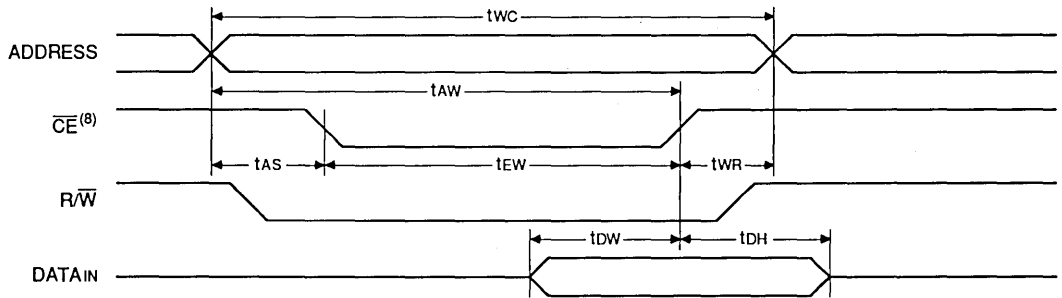 tWC
ADDRESS
tAW
CE(8)
tAS tEW tWR
R/W
tDW tDH
DATAIN